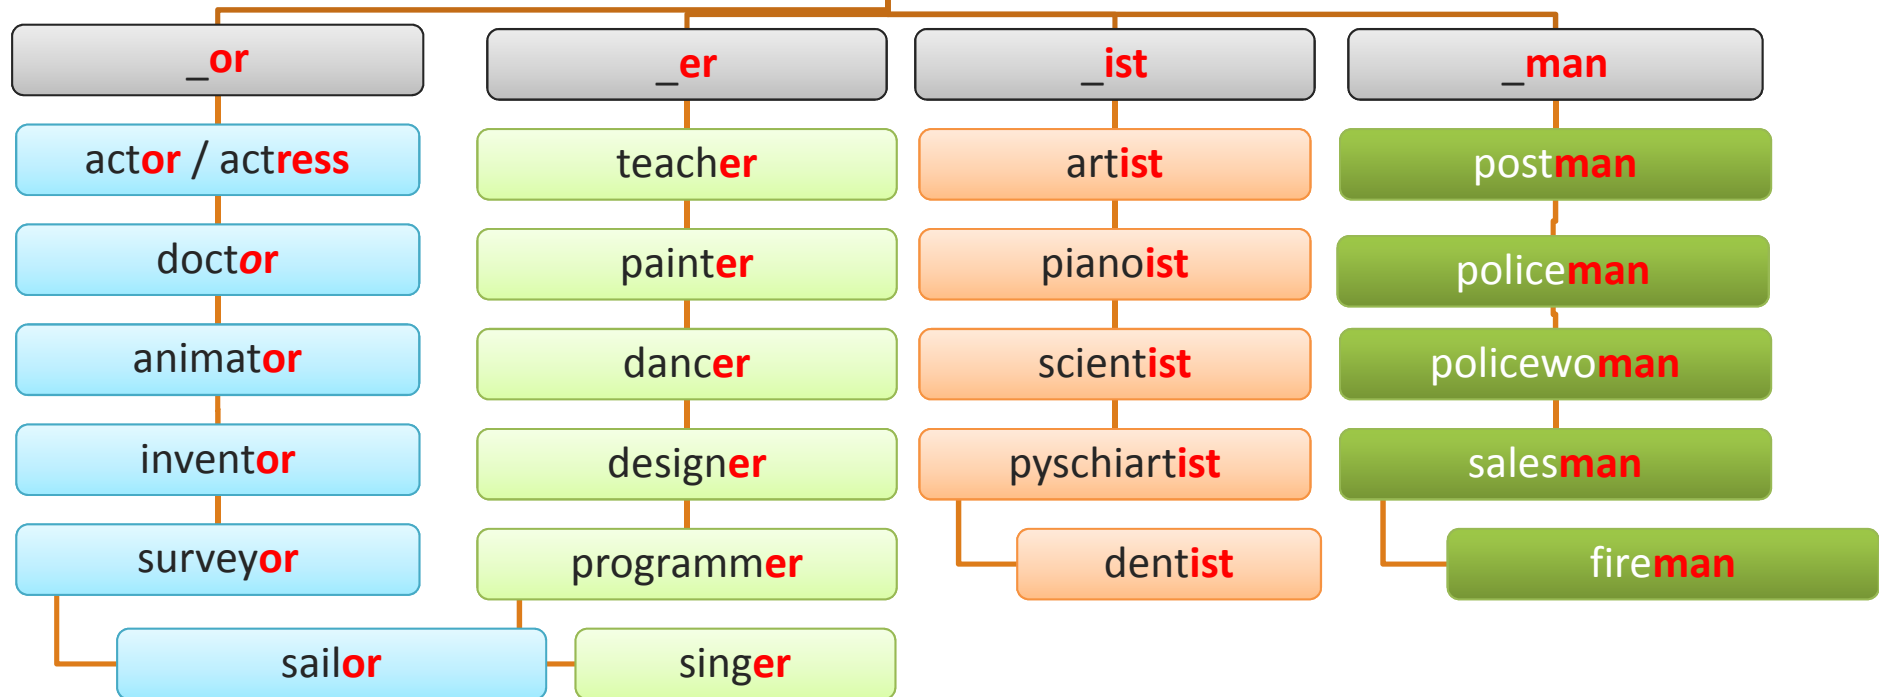 _or
actor / actress
doctor
animator
inventor
surveyor
sailor
_er
teacher
painter
dancer
designer
programmer
singer
_ist
artist
pianoist
scientist
pyschiartist
dentist
_man
postman
policeman
policewoman
salesman
fireman